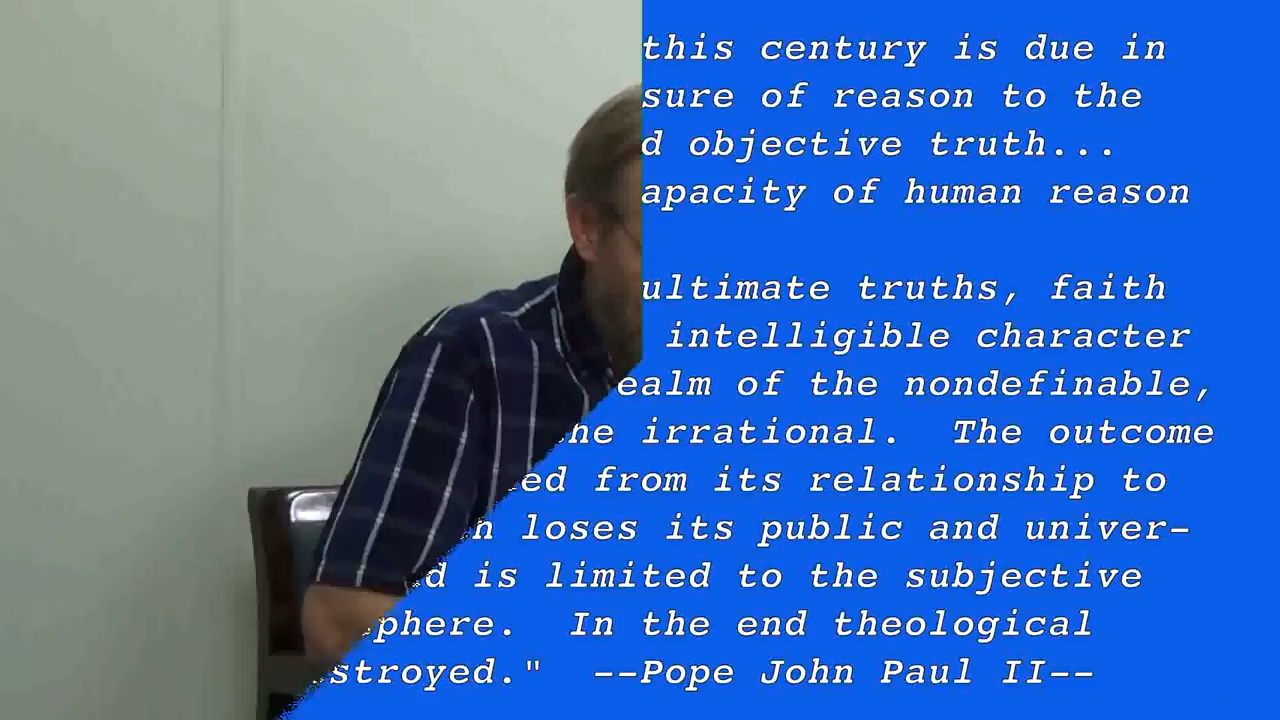 this century is due in
sure of reason to the
d objective truth...
apacity of human reason
ultimate truths, faith
intelligible character
ealm of the nondefinable,
he irrational.  The outcome
ed from its relationship to
h loses its public and univer-
d is limited to the subjective
phere.  In the end theological
stroyed."  --Pope John Paul II--